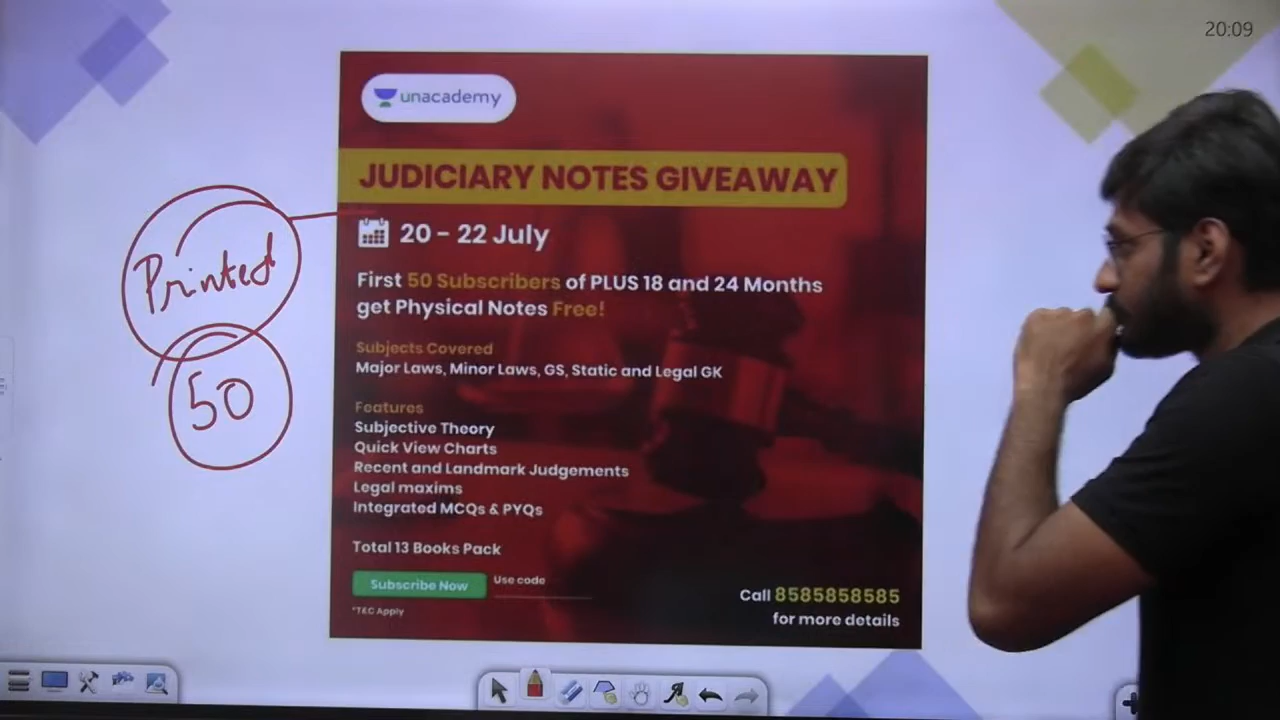 20:09
unacademy
JUDICIARY NOTES GIVEAWAY
20 - 22 July
First 50 Subscribers of PLUS 18 and 24 Months
get Physical Notes Free!
Subjects Covered
Major Laws, Minor Laws, GS, Static and Legal GK
Features
Subjective Theory
Quick View Charts
Recent and Landmark Judgements
Legal maxims
Integrated MCQs & PYQs
Total 13 Books Pack
Subscribe Now
Use code
*T&C Apply
Call 8585858585
for more details
Printed
50